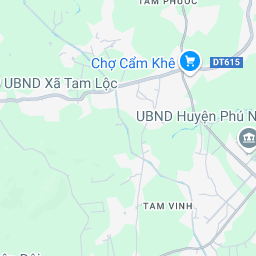 TAM PHƯỚC
Chợ Cẩm Khê
DT615
UBND Xã Tam Lộc
UBND Huyện Phú N
TAM VINH